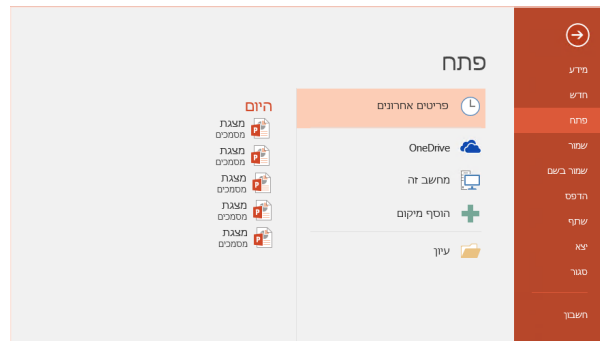 מידע
חדש
פתח
שמור
שמור בשם
הדפס
שתף
יצא
סגור
חשבון
פתח
פריטים אחרונים
OneDrive
מחשב זה
הוסף מיקום
עיון
היום
מצגת
מסמכים
מצגת
מסמכים
מצגת
מסמכים
מצגת
מסמכים
מצגת
מסמכים